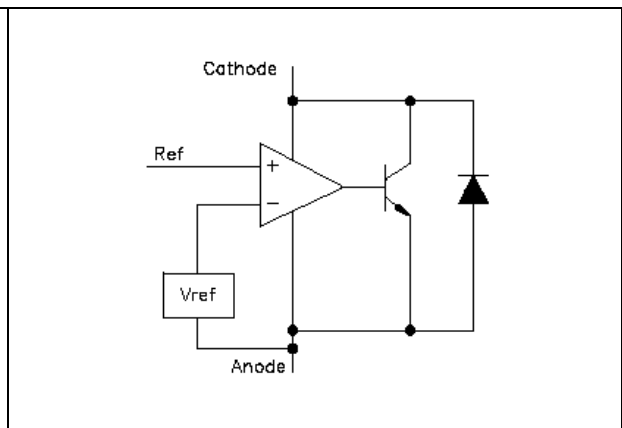 Cathode
Ref
+
−
Vref
Anode